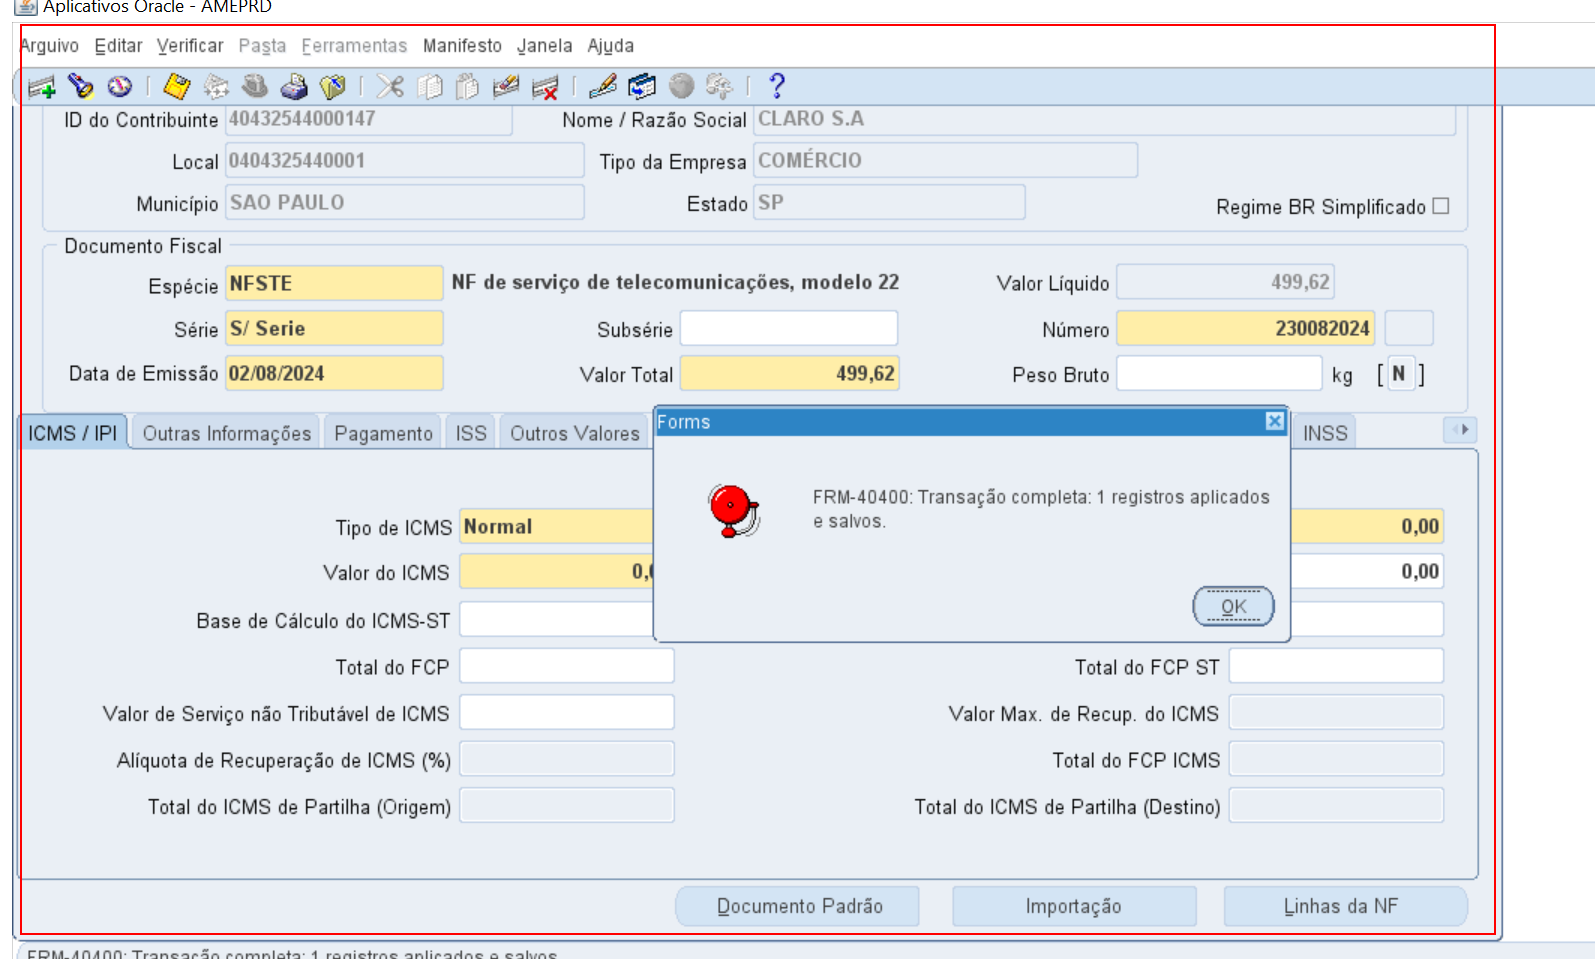 Aplicativos Oracle - AMEPRD
Arquivo Editar Verificar Pasta Ferramentas Manifesto Janela Ajuda
ID do Contribuinte 40432544000147 Nome / Razão Social CLARO S.A
Local 0404325440001 Tipo da Empresa COMÉRCIO
Município SAO PAULO Estado SP Regime BR Simplificado
Documento Fiscal
Espécie NFSTE NF de serviço de telecomunicações, modelo 22 Valor Líquido 499,62
Série S/ Serie Subsérie Número 230082024
Data de Emissão 02/08/2024 Valor Total 499,62 Peso Bruto kg [ N ]
ICMS / IPI Outras Informações Pagamento ISS Outros Valores INSS
Forms
FRM-40400: Transação completa: 1 registros aplicados
e salvos.
OK
Tipo de ICMS Normal 0,00
Valor do ICMS 0, 0,00
Base de Cálculo do ICMS-ST
Total do FCP Total do FCP ST
Valor de Serviço não Tributável de ICMS Valor Max. de Recup. do ICMS
Alíquota de Recuperação de ICMS (%) Total do FCP ICMS
Total do ICMS de Partilha (Origem) Total do ICMS de Partilha (Destino)
Documento Padrão Importação Linhas da NF
FRM-40400: Transação completa: 1 registros aplicados e salvos.